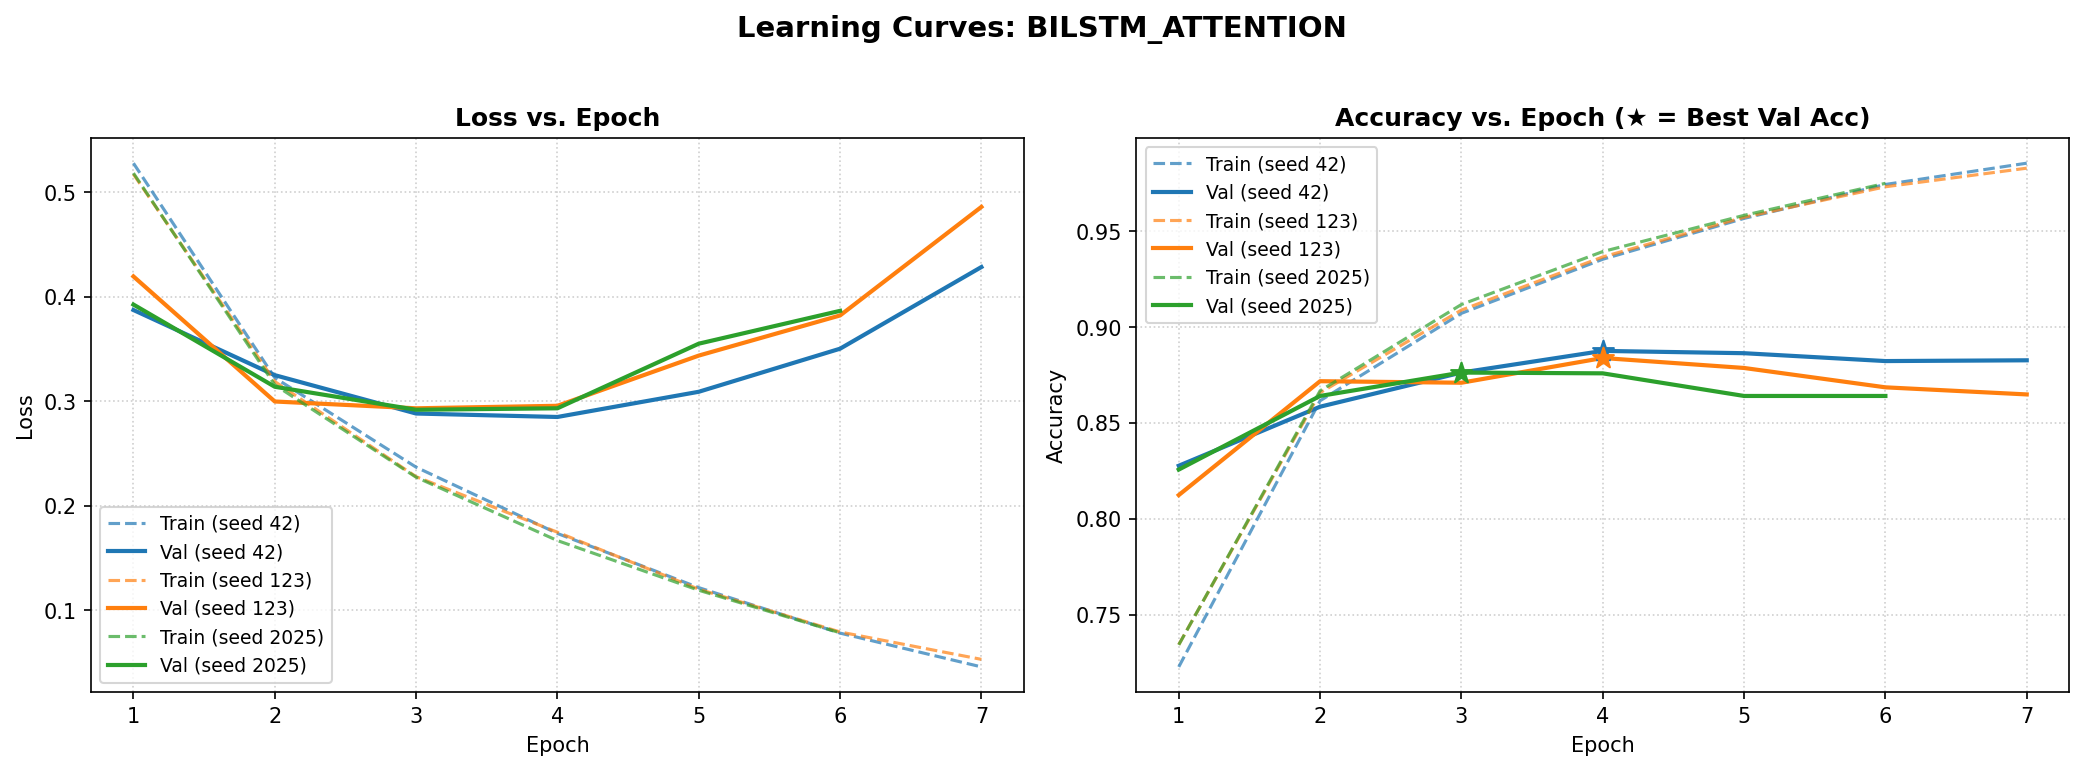 Learning Curves: BILSTM_ATTENTION
Loss vs. Epoch
Loss
0.5
0.4
0.3
0.2
0.1
Train (seed 42)
Val (seed 42)
Train (seed 123)
Val (seed 123)
Train (seed 2025)
Val (seed 2025)
1 2 3 4 5 6 7
Epoch
Accuracy vs. Epoch (★ = Best Val Acc)
Accuracy
0.95
0.90
0.85
0.80
0.75
Train (seed 42)
Val (seed 42)
Train (seed 123)
Val (seed 123)
Train (seed 2025)
Val (seed 2025)
1 2 3 4 5 6 7
Epoch